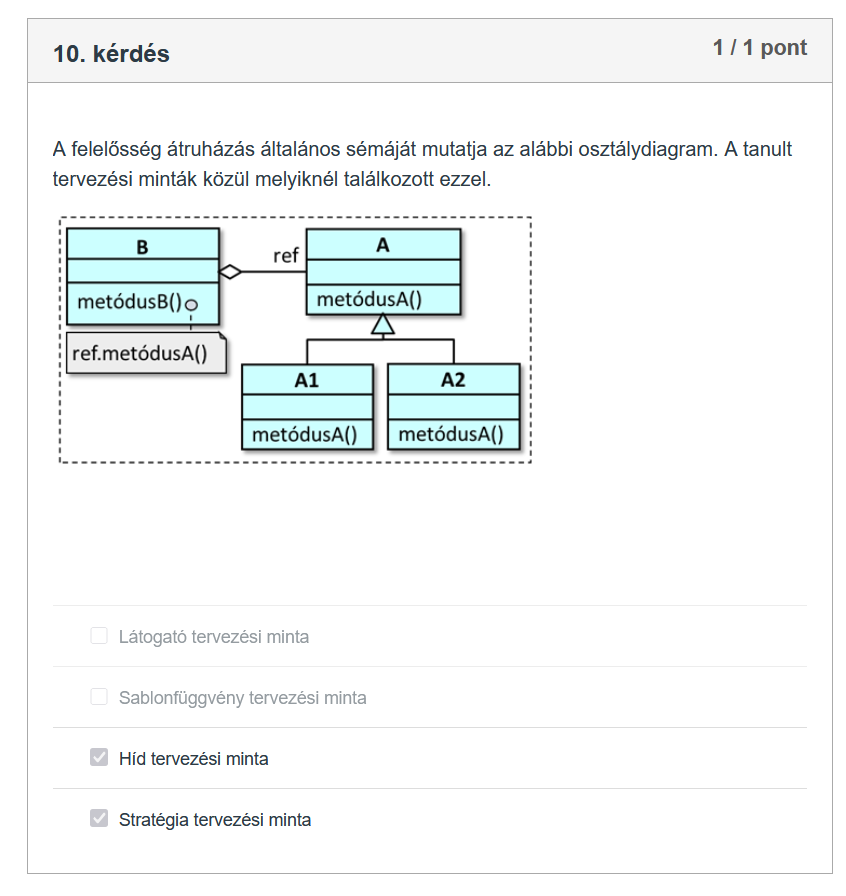 10. kérdés
1 / 1 pont
A felelősség átruházás általános sémáját mutatja az alábbi osztálydiagram. A tanult
tervezési minták közül melyiknél találkozott ezzel.
B
ref
A
metódusB()
metódusA()
ref.metódusA()
A1
A2
metódusA()
metódusA()
Látogató tervezési minta
Sablonfüggvény tervezési minta
Híd tervezési minta
Stratégia tervezési minta